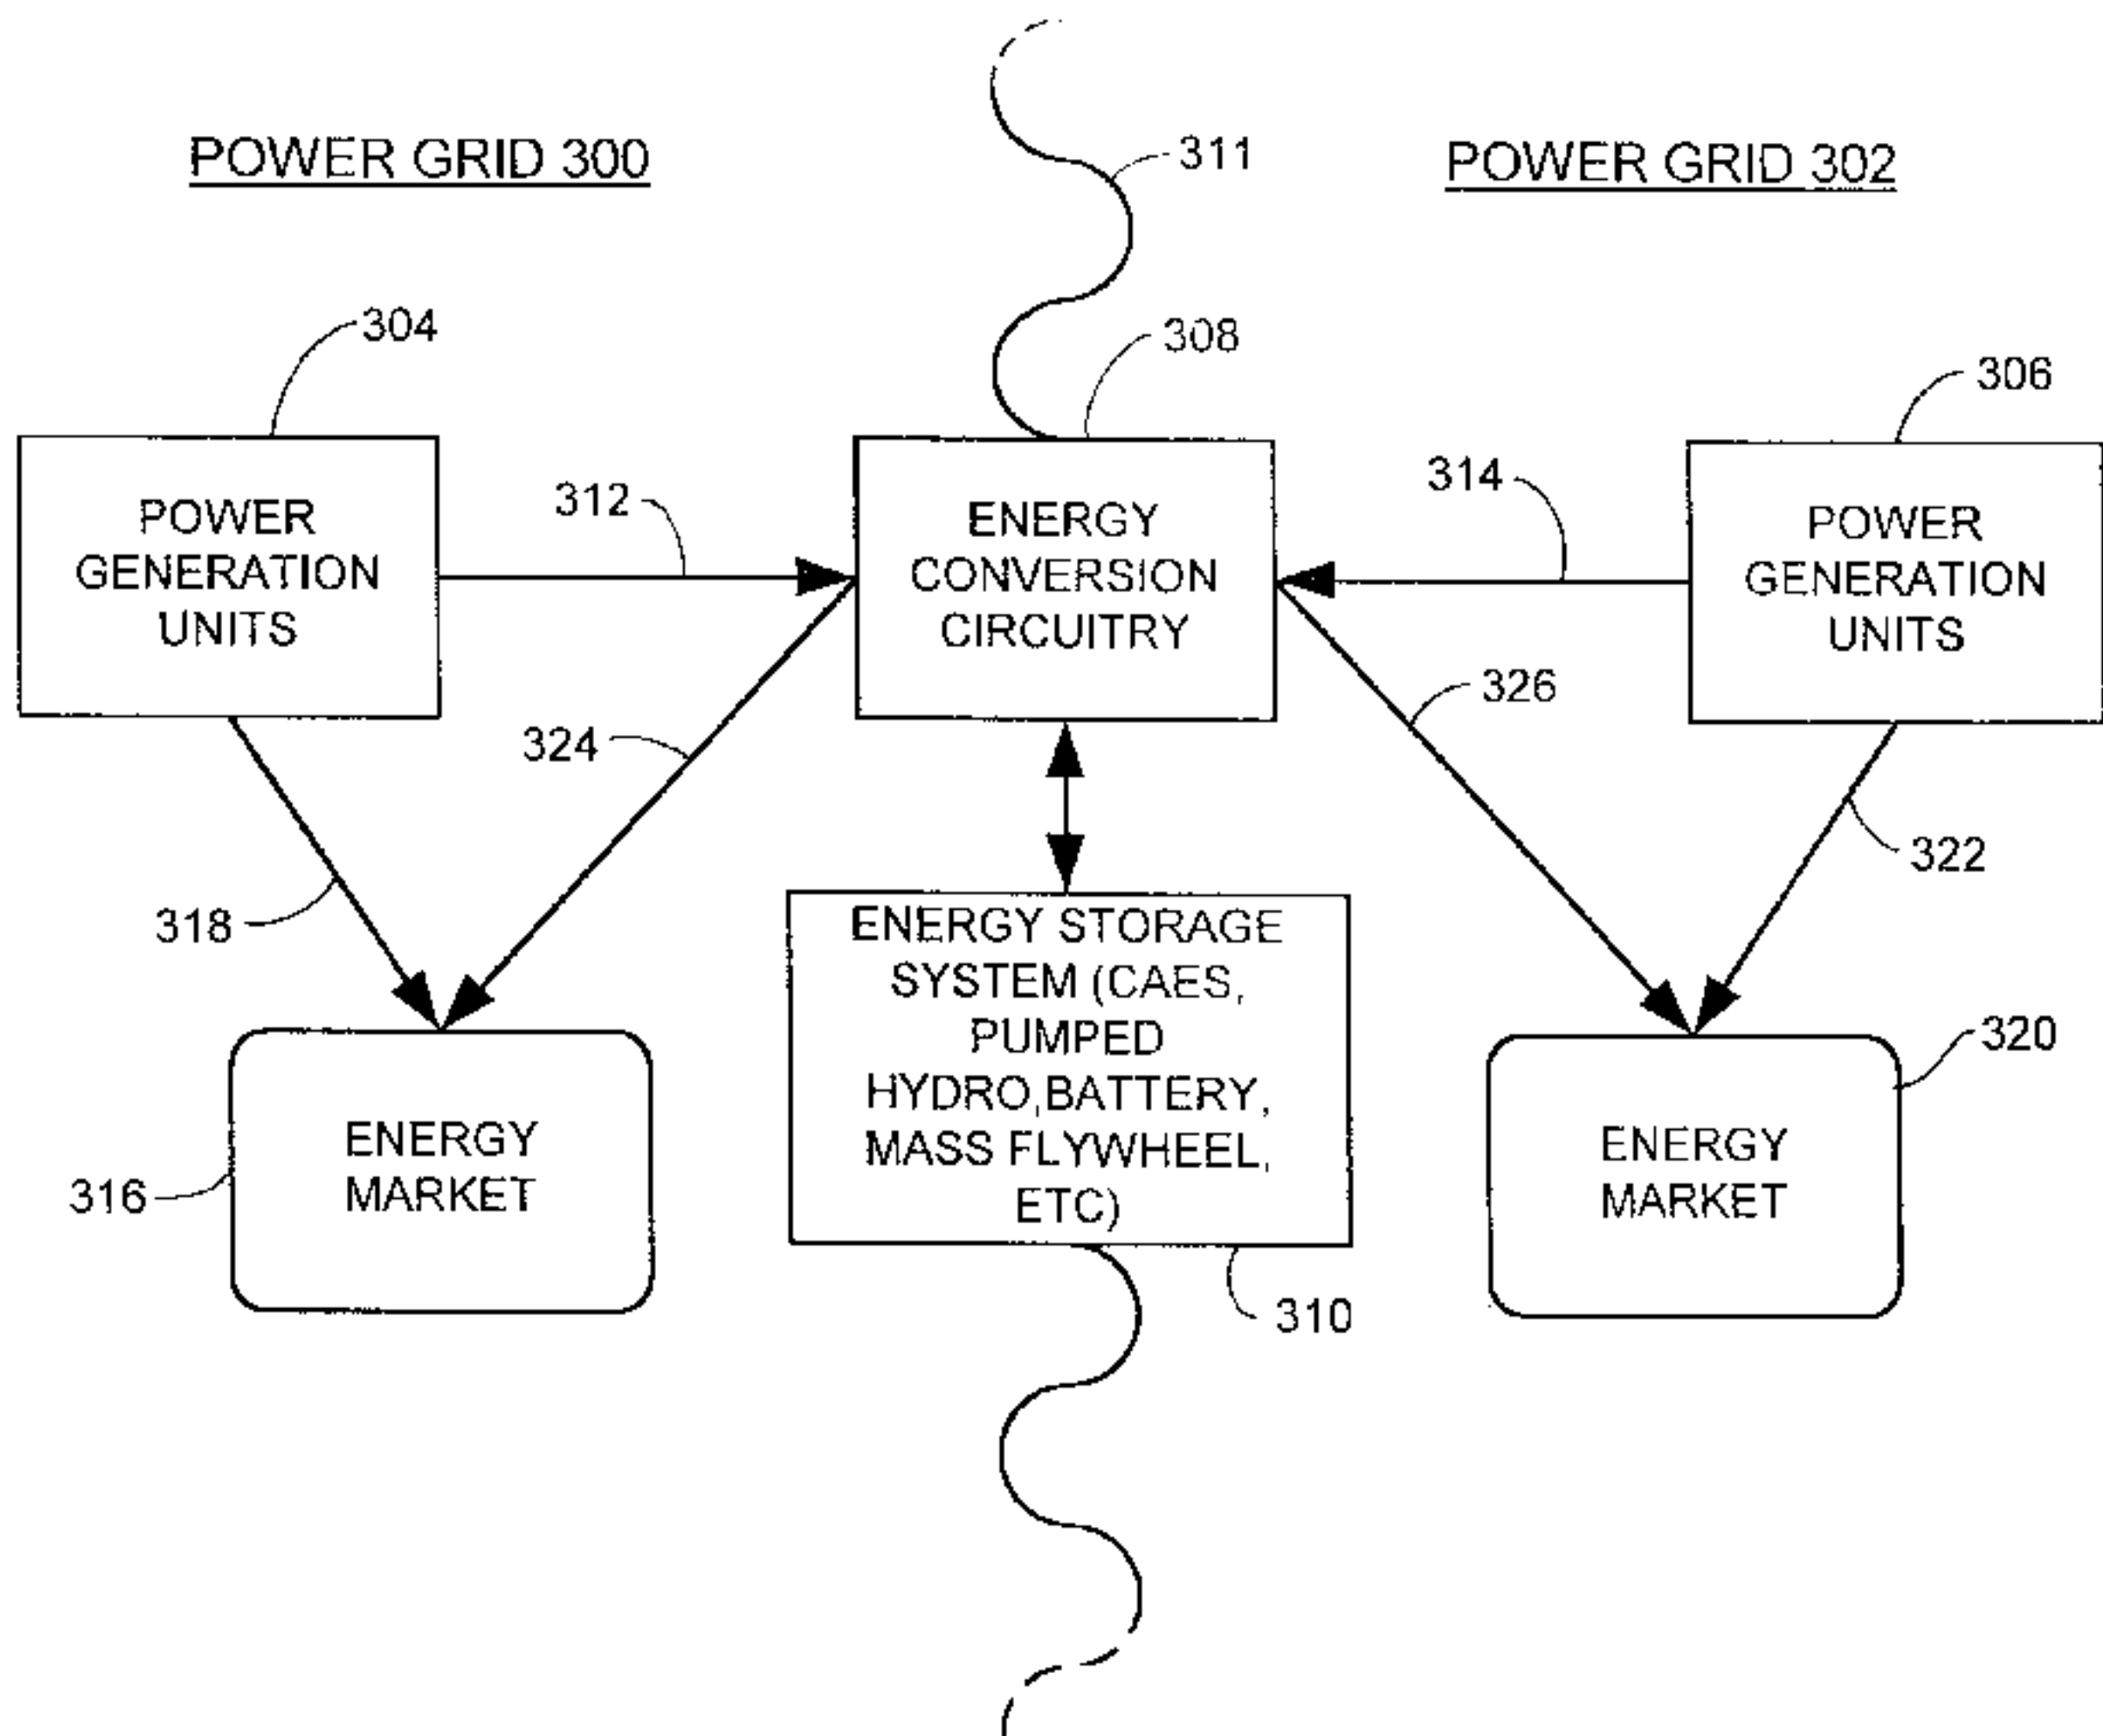 POWER GRID 300
311
POWER GRID 302
304
308
306
POWER
GENERATION
UNITS
312
ENERGY
CONVERSION
CIRCUITRY
314
POWER
GENERATION
UNITS
324
326
318
322
ENERGY STORAGE
SYSTEM (CAES,
PUMPED
HYDRO,BATTERY,
MASS FLYWHEEL,
ETC)
316
ENERGY
MARKET
320
ENERGY
MARKET
310